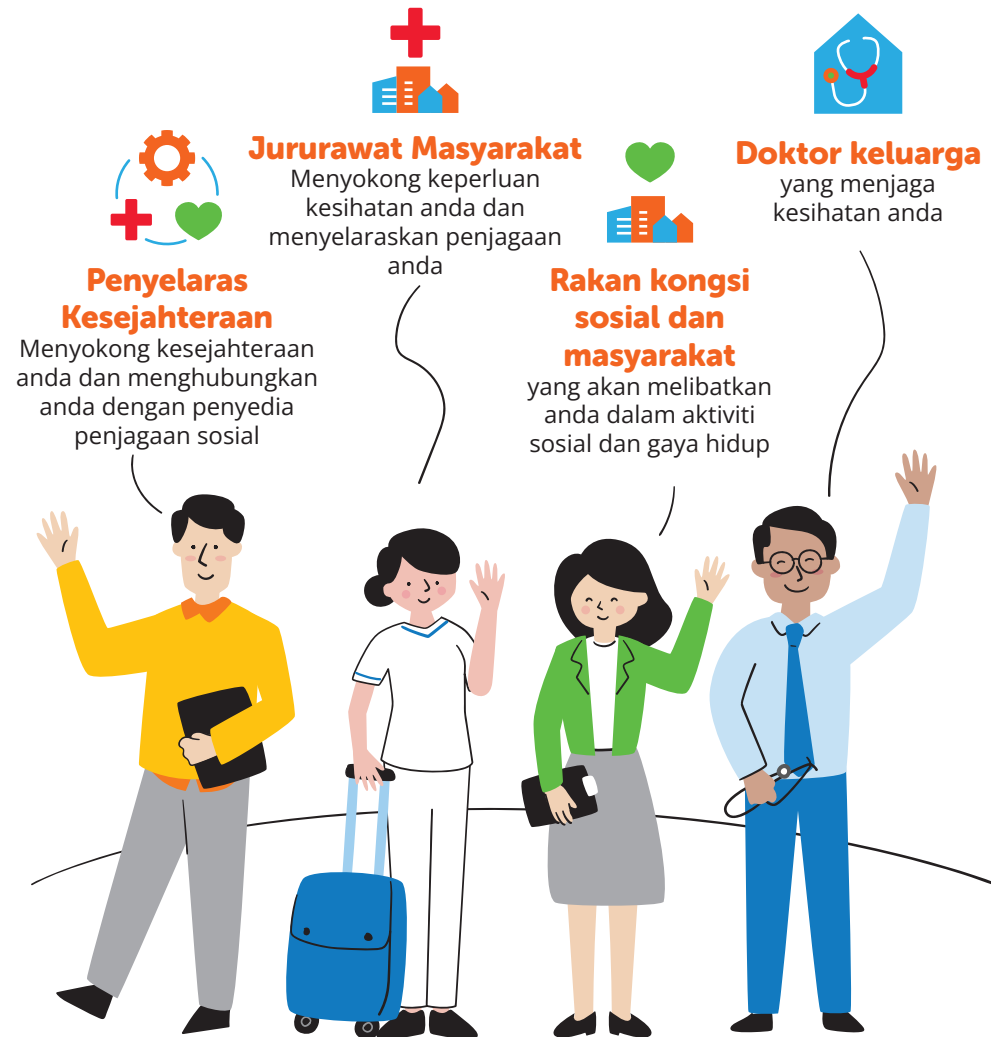 Jururawat Masyarakat
Menyokong keperluan
kesihatan anda dan
menyelaraskan penjagaan
anda
Doktor keluarga
yang menjaga
kesihatan anda
Penyelaras
Kesejahteraan
Menyokong kesejahteraan
anda dan menghubungkan
anda dengan penyedia
penjagaan sosial
Rakan kongsi
sosial dan
masyarakat
yang akan melibatkan
anda dalam aktiviti
sosial dan gaya hidup